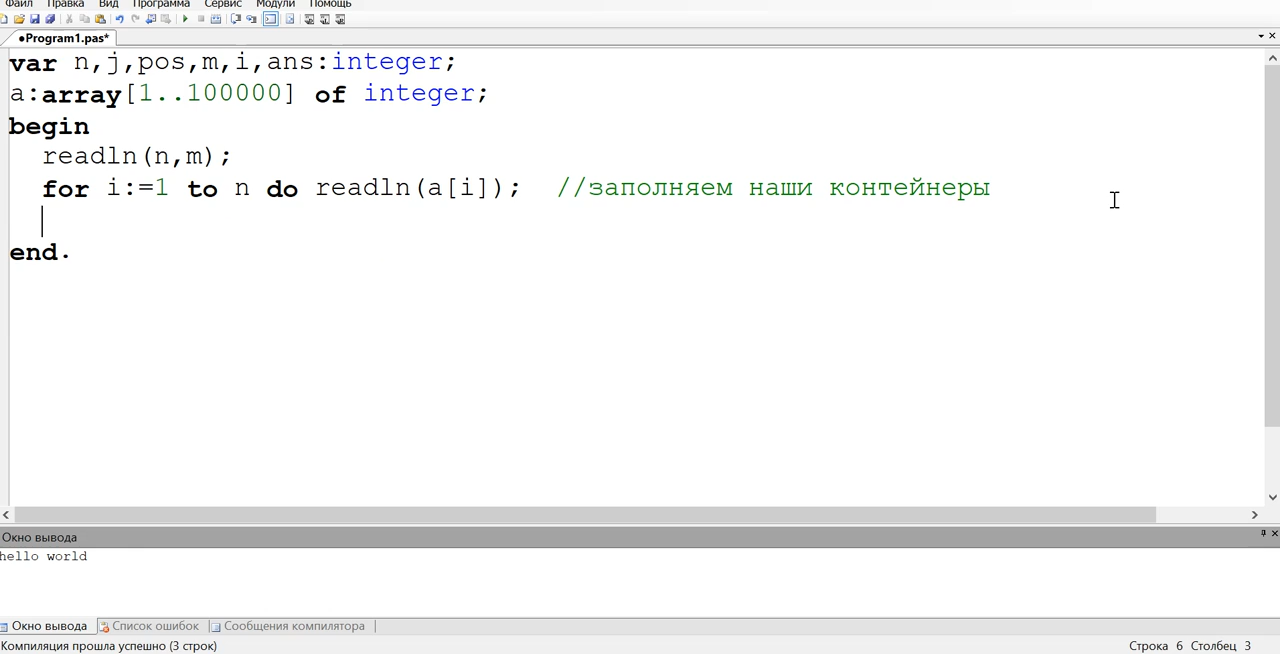 Файл Правка Вид Программа Сервис Модули Помощь
●Program1.pas*
var n,j,pos,m,i,ans:integer;
a:array[1..100000] of integer;
begin
readln(n,m);
for i:=1 to n do readln(a[i]); //заполняем наши контейнеры
end.
Окно вывода
hello world
Окно вывода Список ошибок Сообщения компилятора
Компиляция прошла успешно (3 строк) Строка 6 Столбец 3